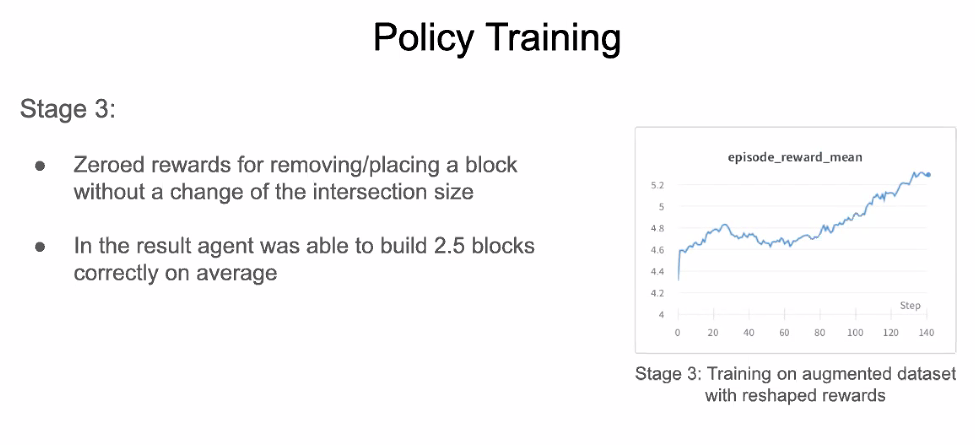 Policy Training
Stage 3:
● Zeroed rewards for removing/placing a block
without a change of the intersection size
● In the result agent was able to build 2.5 blocks
correctly on average
episode_reward_mean
5.2
5
4.8
4.6
4.4
4.2
4
Step
0 20 40 60 80 100 120 140
Stage 3: Training on augmented dataset
with reshaped rewards